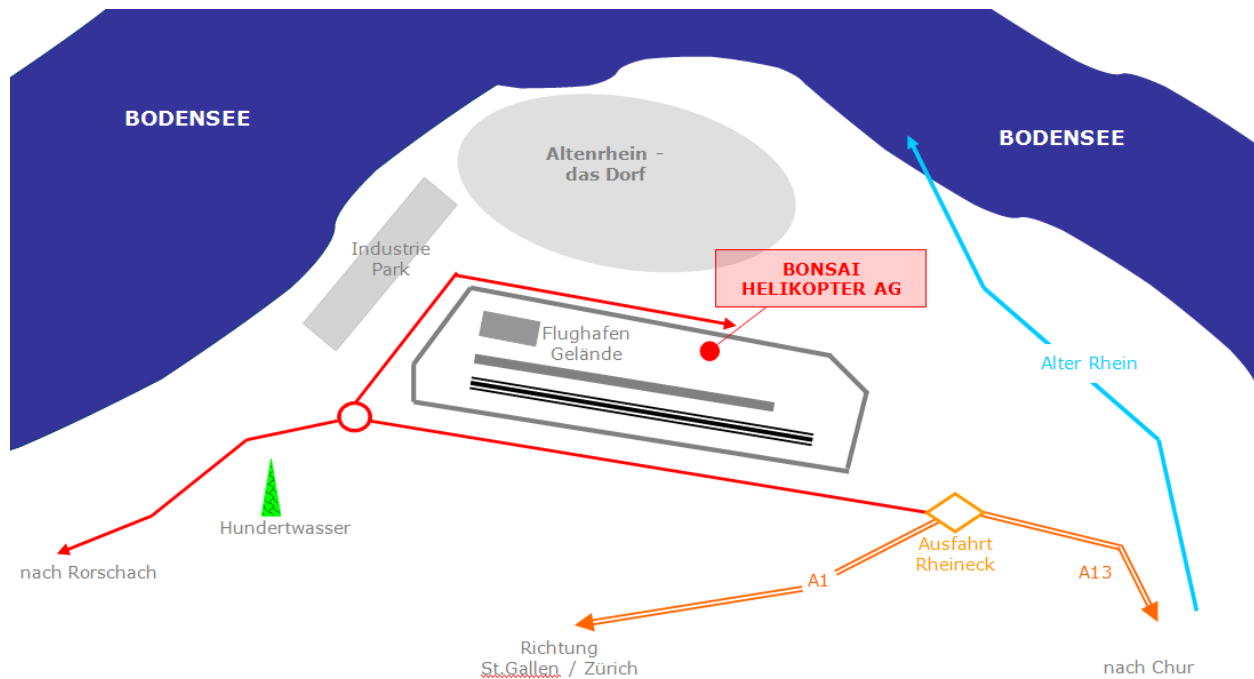 BODENSEE
BODENSEE
Altenrhein -
das Dorf
Industrie
Park
BONSAI
HELIKOPTER AG
Flughafen
Gelände
Alter Rhein
Hundertwasser
nach Rorschach
Ausfahrt
Rheineck
A1
A13
Richtung
St.Gallen / Zürich
nach Chur